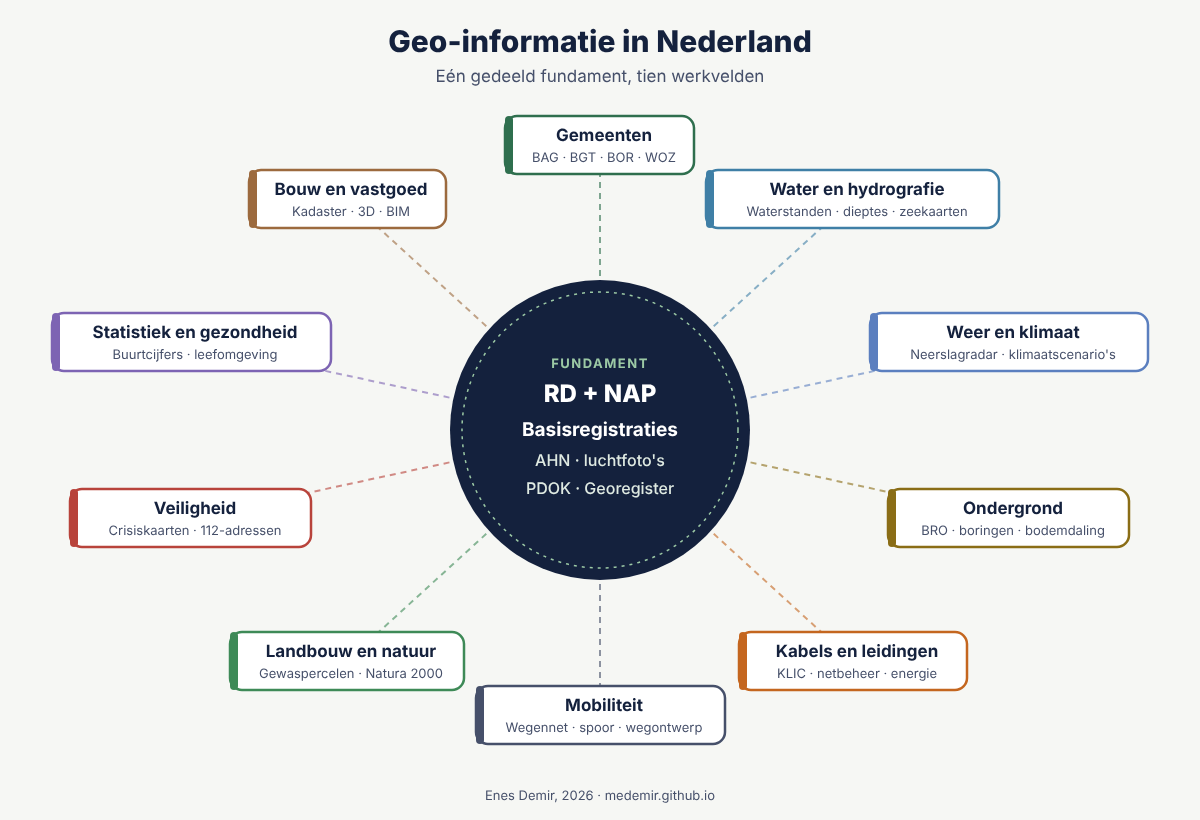 Geo-informatie in Nederland
Eén gedeeld fundament, tien werkvelden
Gemeenten
BAG · BGT · BOR · WOZ
Bouw en vastgoed
Kadaster · 3D · BIM
Water en hydrografie
Waterstanden · dieptes · zeekaarten
Statistiek en gezondheid
Buurtcijfers · leefomgeving
Weer en klimaat
Neerslagradar · klimaatscenario's
FUNDAMENT
RD + NAP
Basisregistraties
AHN · luchtfoto's
PDOK · Georegister
Veiligheid
Crisiskaarten · 112-adressen
Ondergrond
BRO · boringen · bodemdaling
Landbouw en natuur
Gewaspercelen · Natura 2000
Kabels en leidingen
KLIC · netbeheer · energie
Mobiliteit
Wegennet · spoor · wegontwerp
Enes Demir, 2026 · medemir.github.io